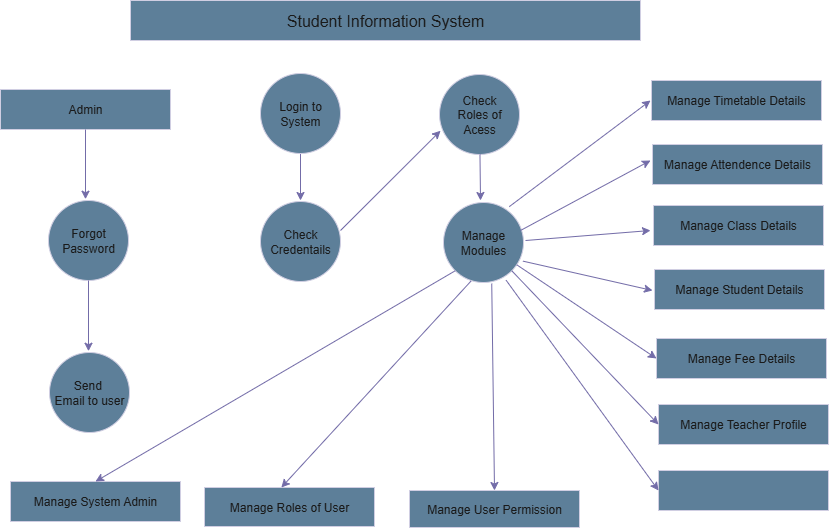 Student Information System
Admin
Login to
System
Check
Roles of
Acess
Manage Timetable Details
Manage Attendence Details
Forgot
Password
Check
Credentails
Manage
Modules
Manage Class Details
Manage Student Details
Manage Fee Details
Send
Email to user
Manage Teacher Profile
Manage System Admin
Manage Roles of User
Manage User Permission